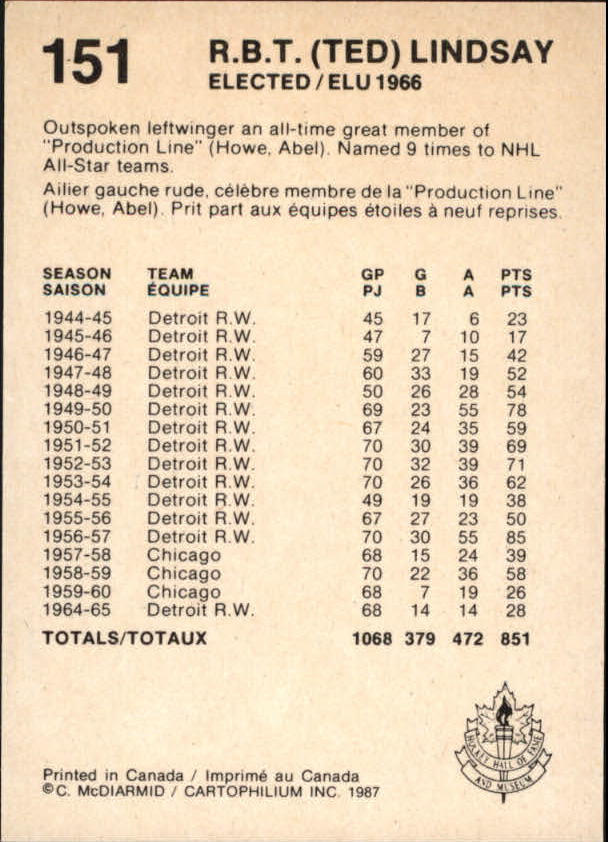 151
R.B.T. (TED) LINDSAY
ELECTED / ELU 1966
Outspoken leftwinger an all-time great member of
"Production Line" (Howe, Abel). Named 9 times to NHL
All-Star teams.
Ailier gauche rude, célèbre membre de la "Production Line"
(Howe, Abel). Prit part aux équipes étoiles à neuf reprises.
SEASON TEAM GP G A PTS
SAISON ÉQUIPE PJ B A PTS
1944-45 Detroit R.W. 45 17 6 23
1945-46 Detroit R.W. 47 7 10 17
1946-47 Detroit R.W. 59 27 15 42
1947-48 Detroit R.W. 60 33 19 52
1948-49 Detroit R.W. 50 26 28 54
1949-50 Detroit R.W. 69 23 55 78
1950-51 Detroit R.W. 67 24 35 59
1951-52 Detroit R.W. 70 30 39 69
1952-53 Detroit R.W. 70 32 39 71
1953-54 Detroit R.W. 70 26 36 62
1954-55 Detroit R.W. 49 19 19 38
1955-56 Detroit R.W. 67 27 23 50
1956-57 Detroit R.W. 70 30 55 85
1957-58 Chicago 68 15 24 39
1958-59 Chicago 70 22 36 58
1959-60 Chicago 68 7 19 26
1964-65 Detroit R.W. 68 14 14 28
TOTALS/TOTAUX 1068 379 472 851
HOCKEY HALL OF FAME
AND MUSEUM
Printed in Canada / Imprimé au Canada
©C. McDIARMID / CARTOPHILIUM INC. 1987